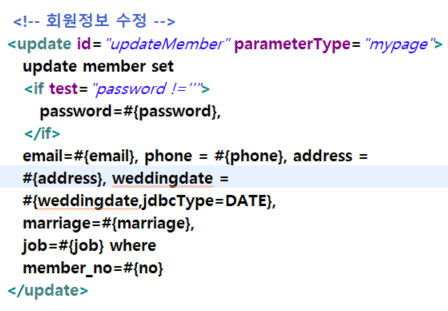 <!-- 회원정보 수정 -->
<update id="updateMember" parameterType="mypage">
update member set
<if test="password !=''">
password=#{password},
</if>
email=#{email}, phone = #{phone}, address =
#{address}, weddingdate =
#{weddingdate,jdbcType=DATE},
marriage=#{marriage},
job=#{job} where
member_no=#{no}
</update>